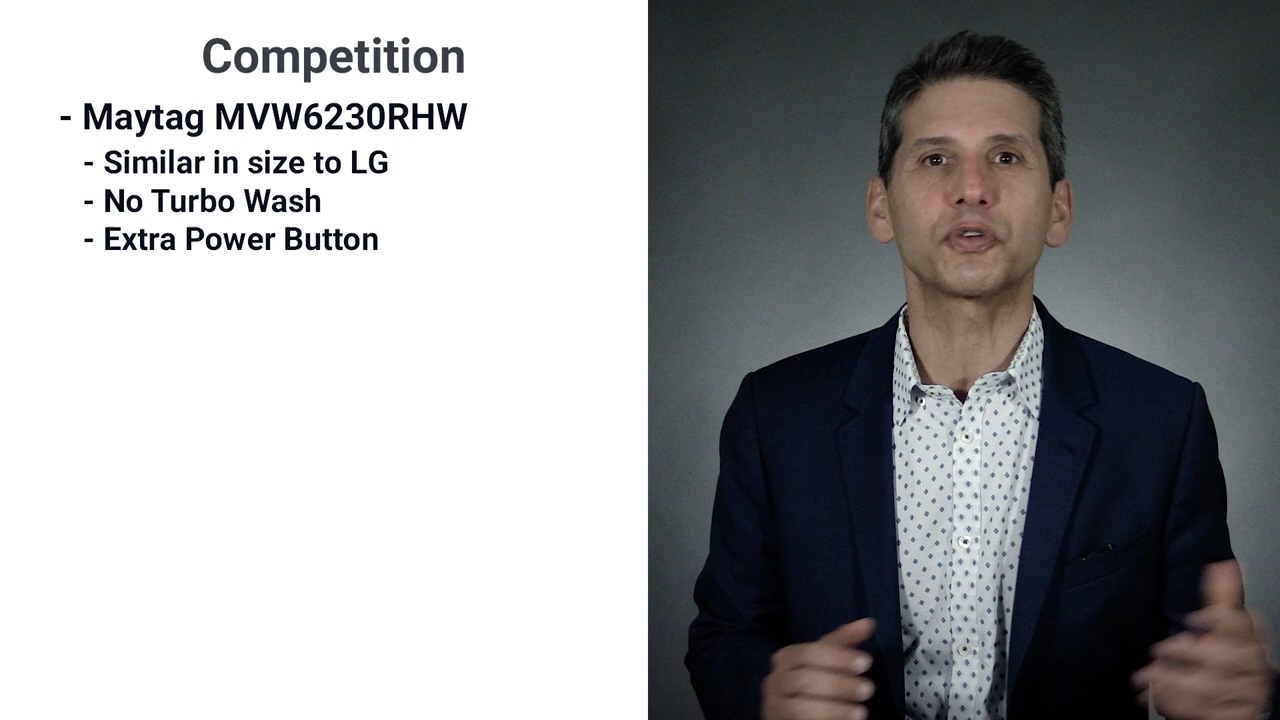 Competition
- Maytag MVW6230RHW
- Similar in size to LG
- No Turbo Wash
- Extra Power Button